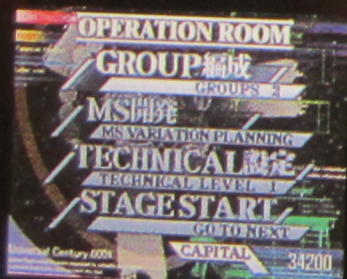 OPERATION ROOM
GROUP編成
GROUPS 2
MS開発
MS VARIATION PLANNING
TECHNICAL設定
TECHNICAL LEVEL 1
STAGE START
GO TO NEXT
CAPITAL
34200
Universal Century 0001